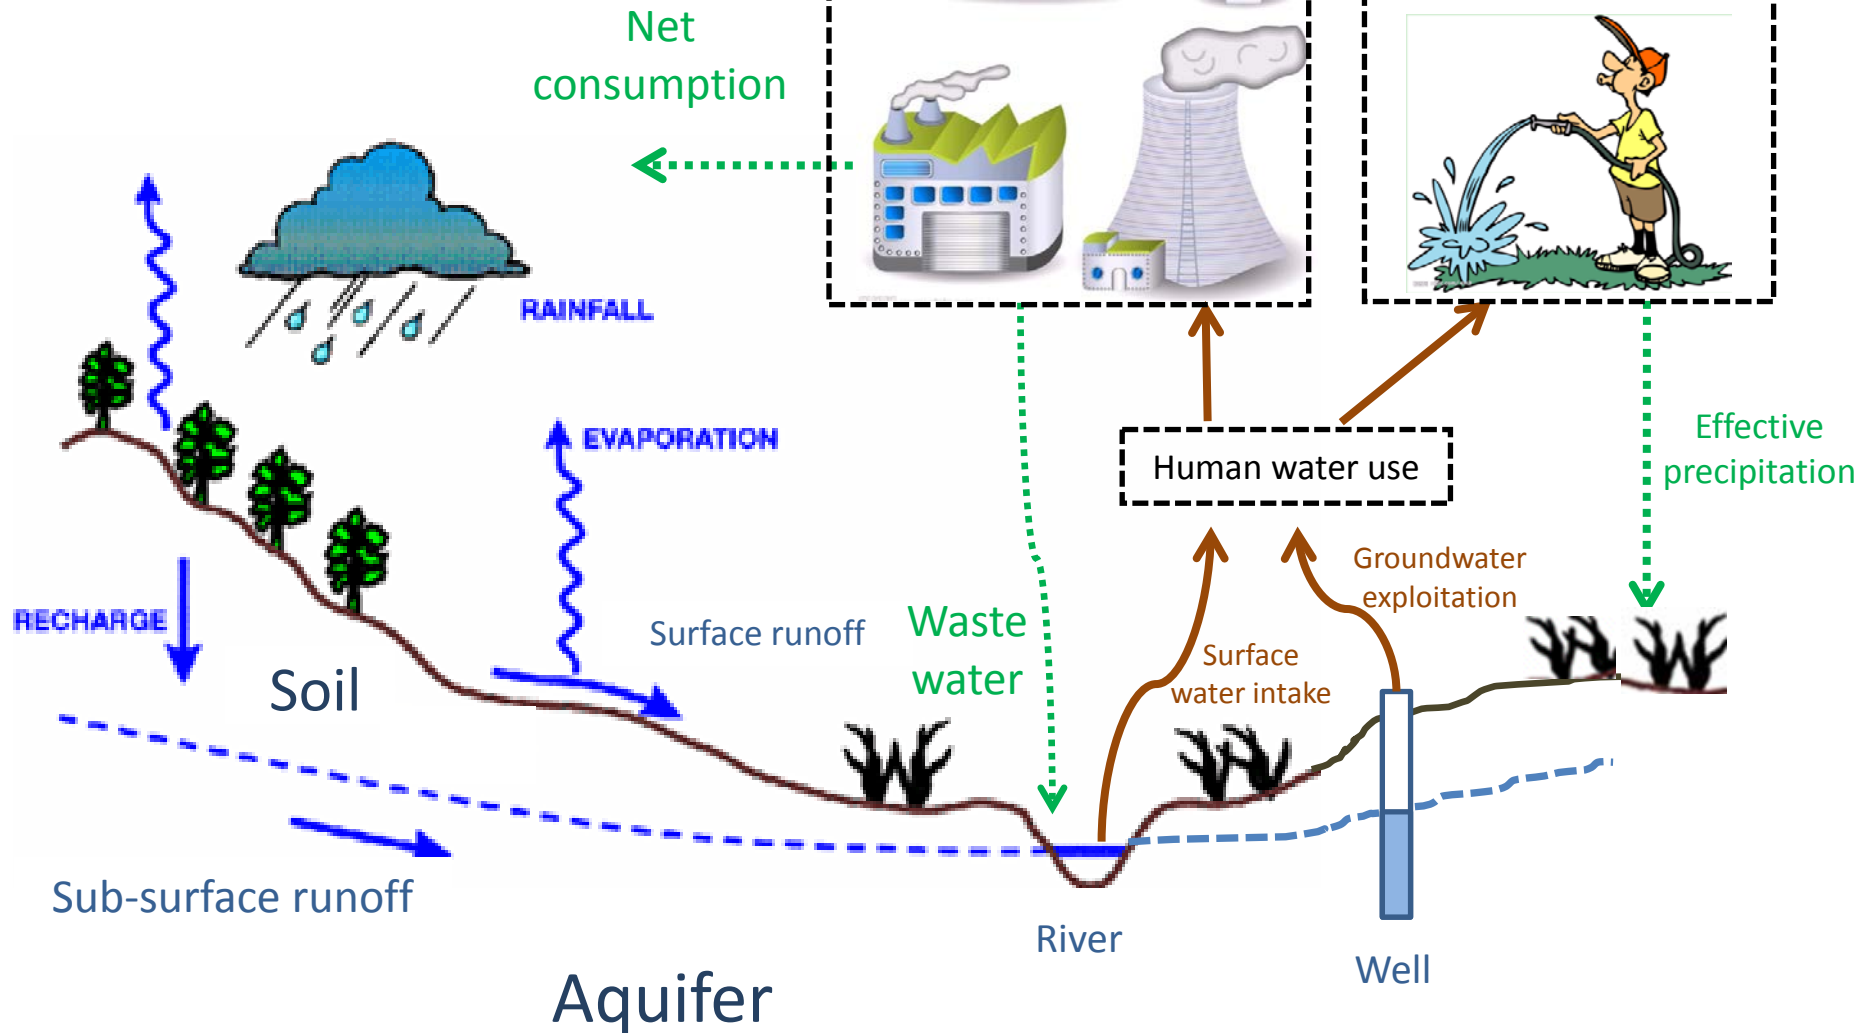 Net
consumption
RAINFALL
EVAPORATION
Human water use
Effective
precipitation
Groundwater
exploitation
RECHARGE
Surface runoff
Waste
water
Surface
water intake
Soil
Sub-surface runoff
River
Well
Aquifer